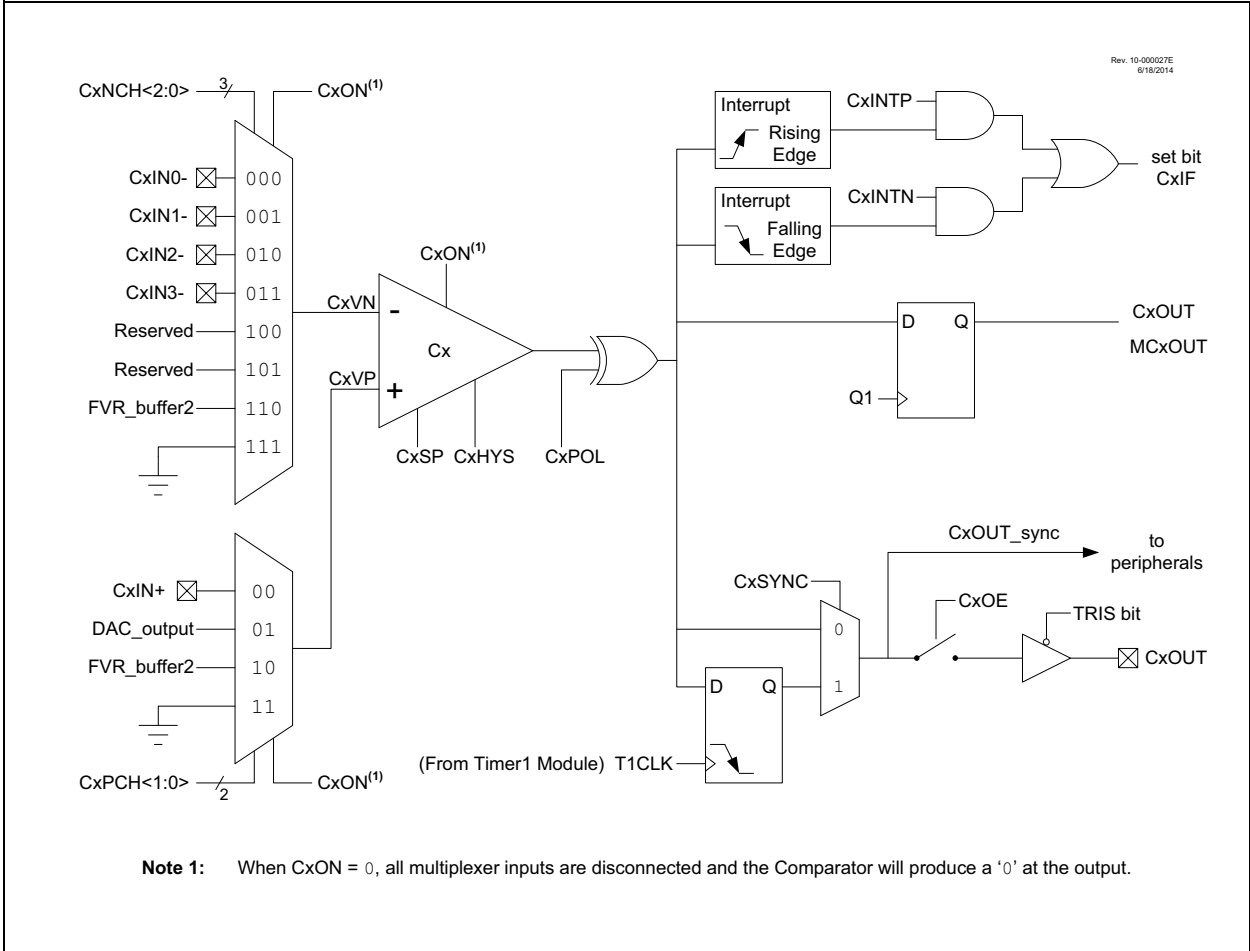 Rev. 10-000027E
6/18/2014
CxNCH<2:0>
3
CxON(1)
CxIN0-
000
CxIN1-
001
CxIN2-
010
CxIN3-
011
Reserved
100
Reserved
101
FVR_buffer2
110
111
CxVN
CxVP
CxON(1)
-
Cx
+
CxSP
CxHYS
CxPOL
Interrupt
Rising
Edge
CxINTP
Interrupt
Falling
Edge
CxINTN
set bit
CxIF
D
Q
Q1
CxOUT
MCxOUT
CxIN+
00
DAC_output
01
FVR_buffer2
10
11
CxPCH<1:0>
2
CxON(1)
CxOUT_sync
to
peripherals
CxSYNC
0
1
CxOE
TRIS bit
CxOUT
D
Q
(From Timer1 Module) T1CLK
Note 1: When CxON = 0, all multiplexer inputs are disconnected and the Comparator will produce a ‘0’ at the output.